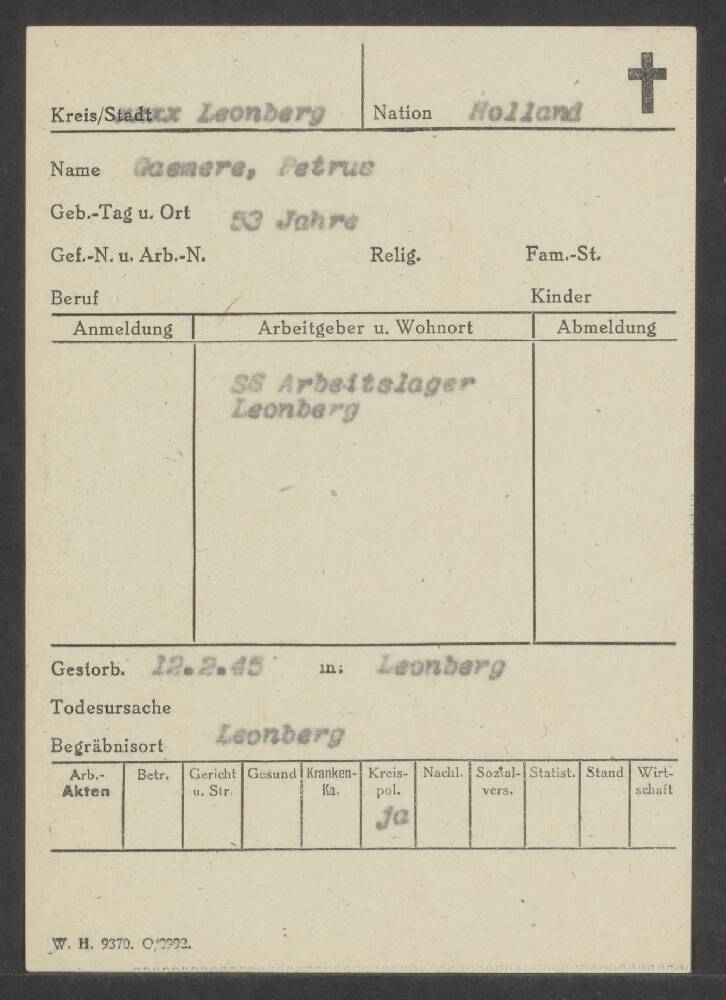 Kreis/Stadt Leonberg Nation Holland
Name Gaemers, Petrus
Geb.-Tag u. Ort 53 Jahre
Gef.-N. u. Arb.-N. Relig. Fam.-St.
Beruf Kinder
Anmeldung Arbeitgeber u. Wohnort Abmeldung
SS Arbeitslager
Leonberg
Gestorb. 12.2.45 in: Leonberg
Todesursache
Begräbnisort Leonberg
Arb.- Betr. Gericht Gesund Kranken- Kreis- Nachl. Sozial- Statist. Stand Wirt-
Akten u. Str. Ka. pol. vers. schaft
ja
W. H. 9370. O/0992.